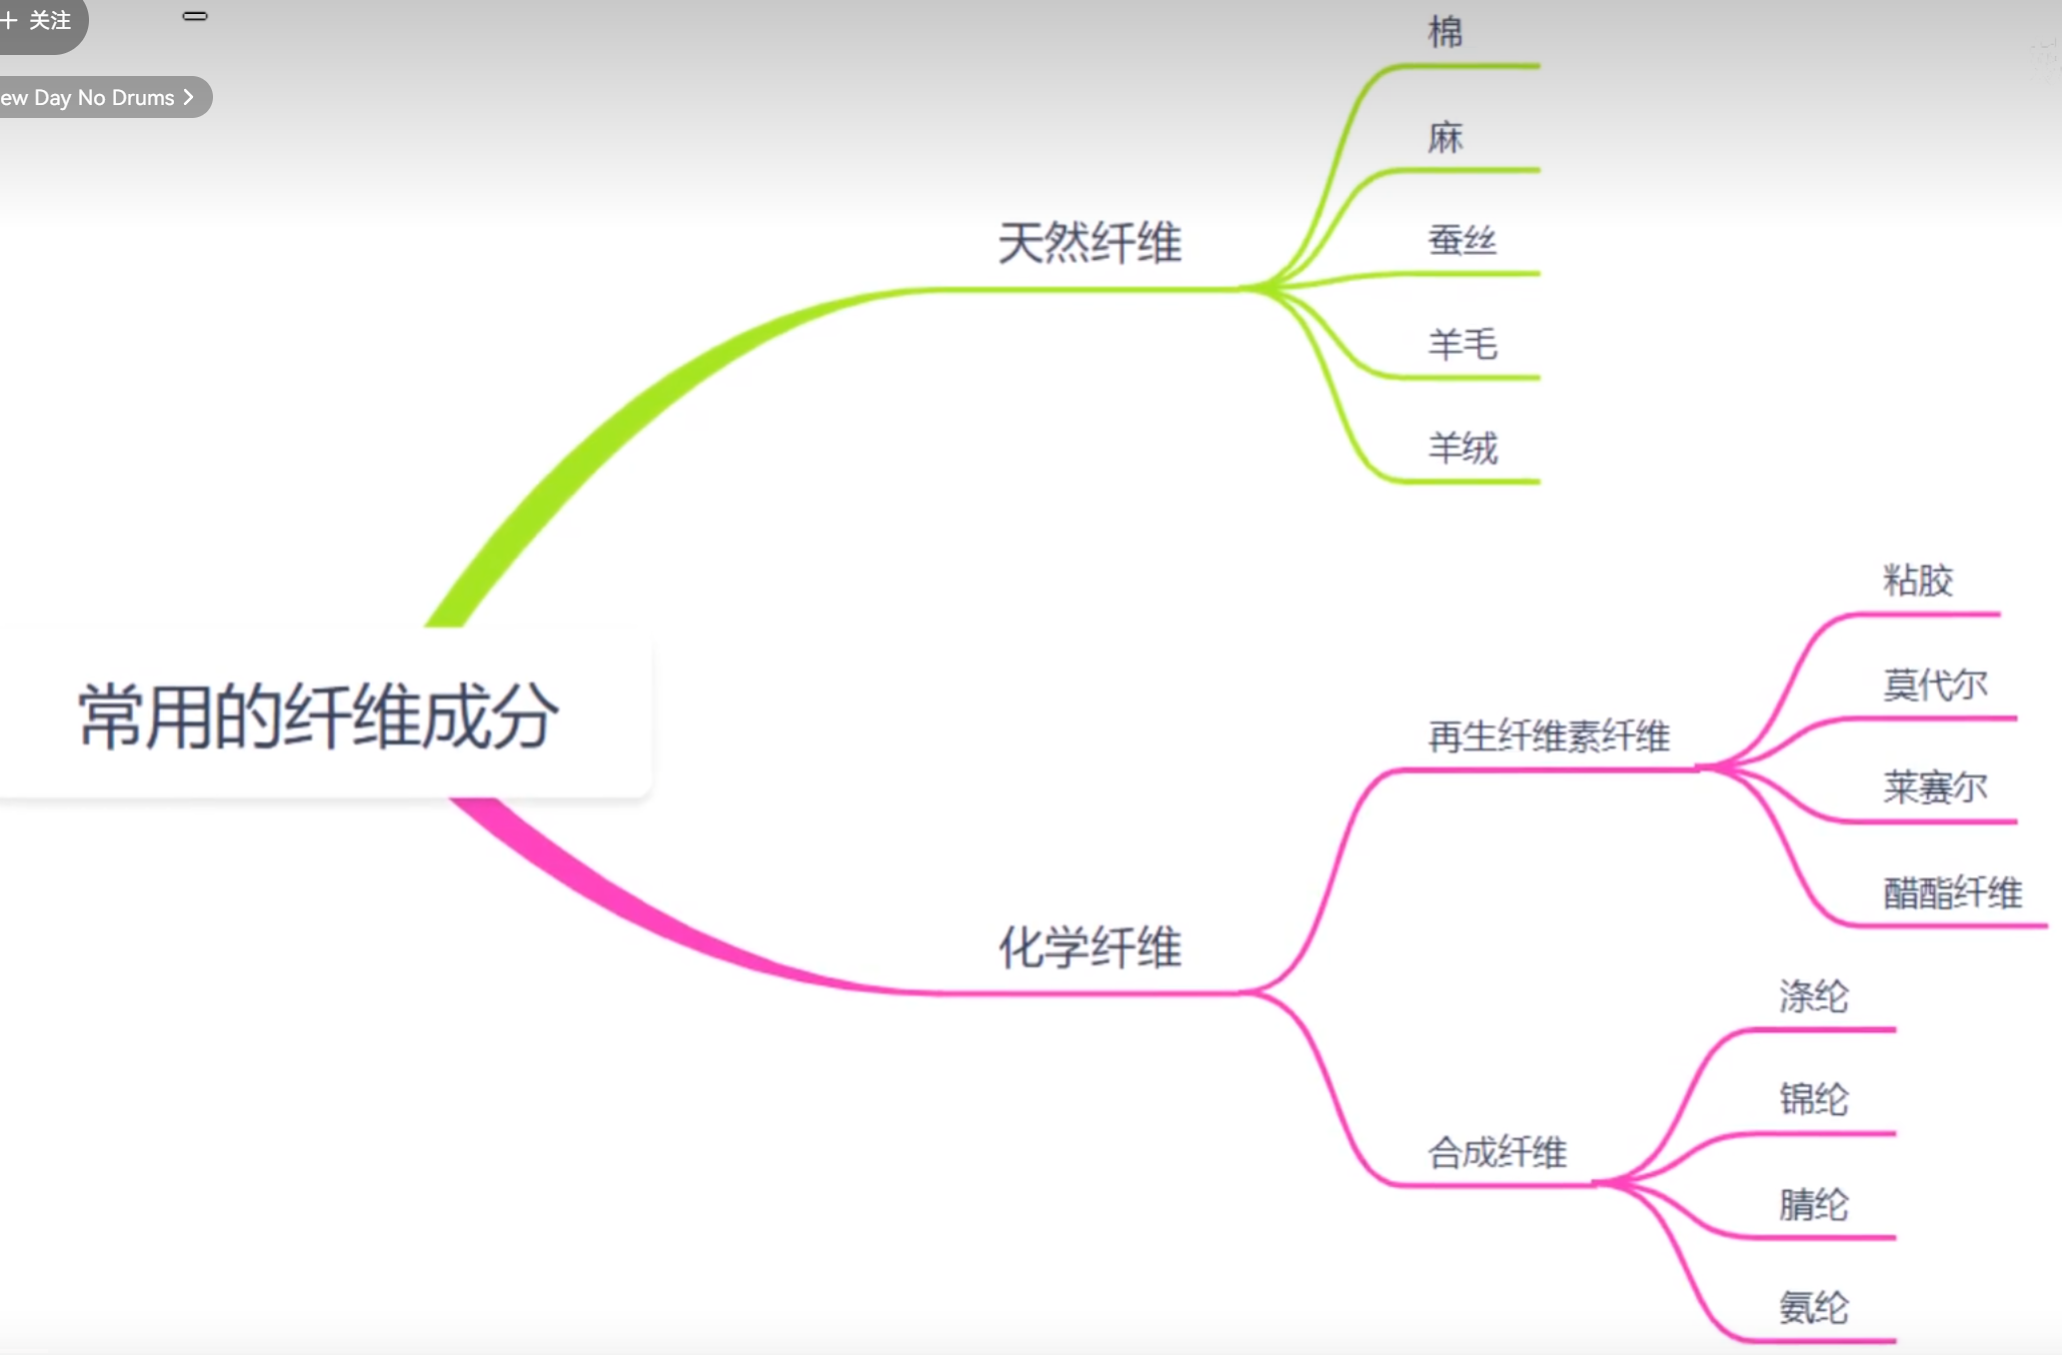 + 关注
ew Day No Drums >
常用的纤维成分
天然纤维
棉
麻
蚕丝
羊毛
羊绒
化学纤维
再生纤维素纤维
粘胶
莫代尔
莱赛尔
醋酯纤维
合成纤维
涤纶
锦纶
腈纶
氨纶